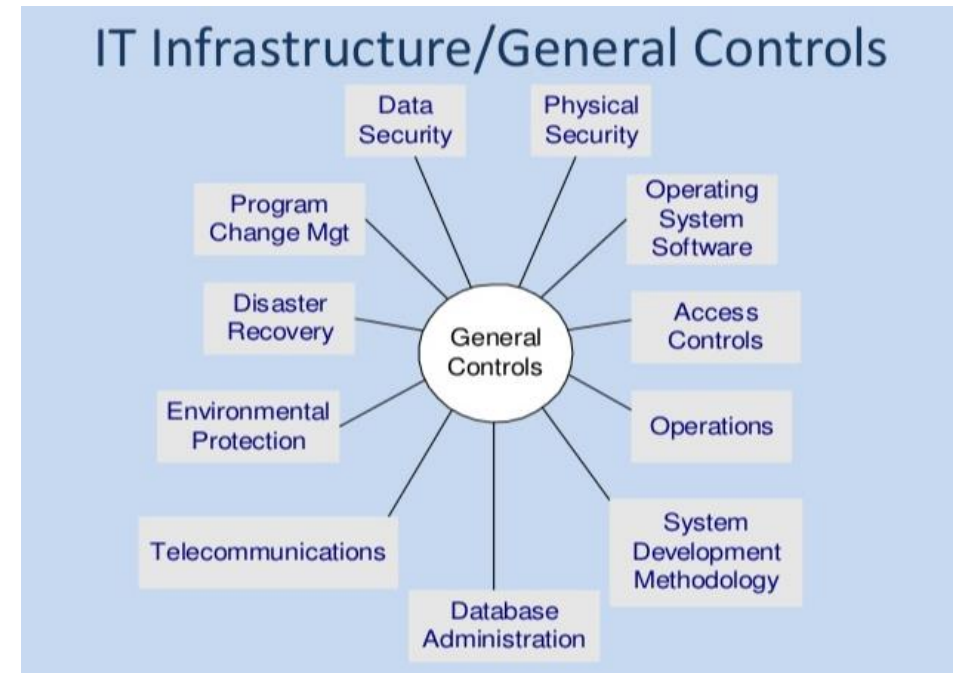 IT Infrastructure/General Controls
Data
Security
Physical
Security
Program
Change Mgt
Operating
System
Software
Disaster
Recovery
General
Controls
Access
Controls
Environmental
Protection
Operations
Telecommunications
System
Development
Methodology
Database
Administration